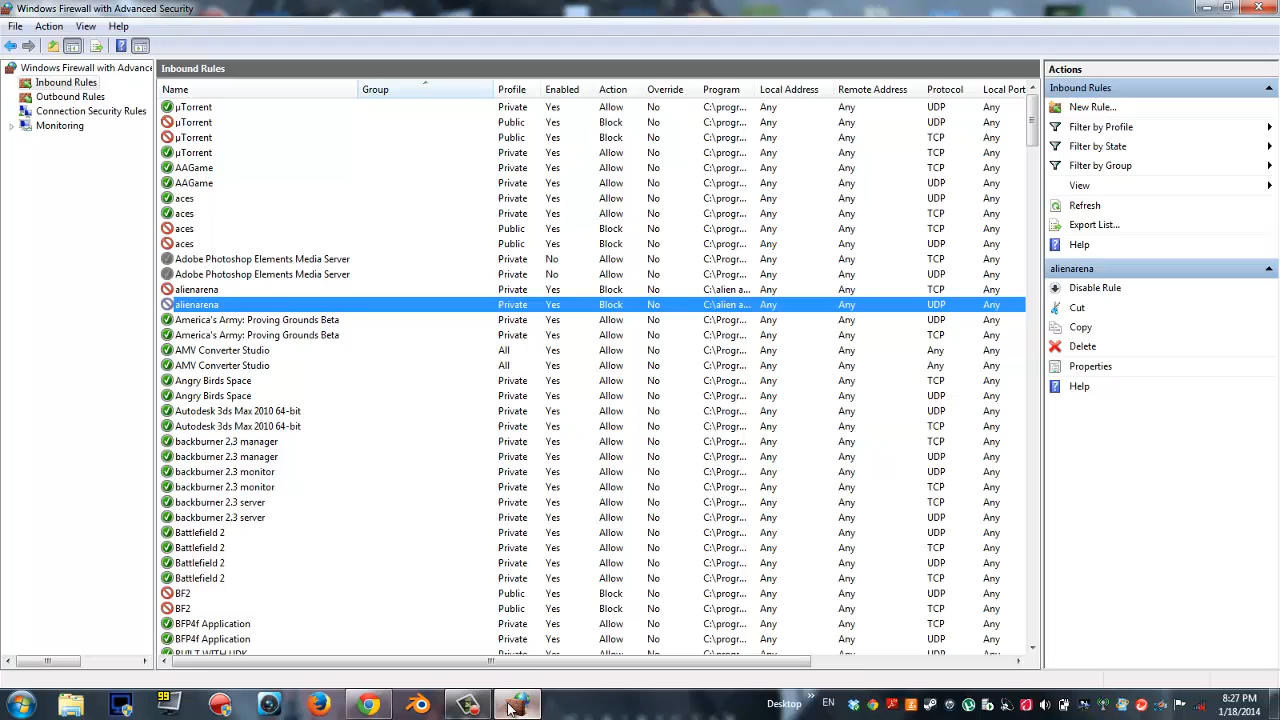 Windows Firewall with Advanced Security
File Action View Help
Windows Firewall with Advanc
Inbound Rules
Outbound Rules
Connection Security Rules
Monitoring
Inbound Rules
Name Group Profile Enabled Action Override Program Local Address Remote Address Protocol Local Port
µTorrent Private Yes Allow No C:\progr... Any Any UDP Any
µTorrent Public Yes Block No C:\progr... Any Any UDP Any
µTorrent Public Yes Block No C:\progr... Any Any TCP Any
µTorrent Private Yes Allow No C:\progr... Any Any TCP Any
AAGame Private Yes Allow No C:\progr... Any Any TCP Any
AAGame Private Yes Allow No C:\progr... Any Any UDP Any
aces Private Yes Allow No C:\progr... Any Any UDP Any
aces Private Yes Allow No C:\progr... Any Any TCP Any
aces Public Yes Block No C:\progr... Any Any TCP Any
aces Public Yes Block No C:\progr... Any Any UDP Any
Adobe Photoshop Elements Media Server Private No Allow No C:\Progr... Any Any TCP Any
Adobe Photoshop Elements Media Server Private No Allow No C:\Progr... Any Any UDP Any
alienarena Private Yes Block No C:\alien a... Any Any TCP Any
alienarena Private Yes Block No C:\alien a... Any Any UDP Any
America's Army: Proving Grounds Beta Private Yes Allow No C:\Progr... Any Any UDP Any
America's Army: Proving Grounds Beta Private Yes Allow No C:\Progr... Any Any TCP Any
AMV Converter Studio All Yes Allow No C:\Progr... Any Any Any Any
AMV Converter Studio All Yes Allow No C:\Progr... Any Any Any Any
Angry Birds Space Private Yes Allow No C:\Progr... Any Any TCP Any
Angry Birds Space Private Yes Allow No C:\Progr... Any Any UDP Any
Autodesk 3ds Max 2010 64-bit Private Yes Allow No C:\Progr... Any Any UDP Any
Autodesk 3ds Max 2010 64-bit Private Yes Allow No C:\Progr... Any Any TCP Any
backburner 2.3 manager Private Yes Allow No C:\Progr... Any Any TCP Any
backburner 2.3 manager Private Yes Allow No C:\Progr... Any Any UDP Any
backburner 2.3 monitor Private Yes Allow No C:\Progr... Any Any UDP Any
backburner 2.3 monitor Private Yes Allow No C:\Progr... Any Any TCP Any
backburner 2.3 server Private Yes Allow No C:\Progr... Any Any TCP Any
backburner 2.3 server Private Yes Allow No C:\Progr... Any Any UDP Any
Battlefield 2 Private Yes Allow No C:\Progr... Any Any UDP Any
Battlefield 2 Private Yes Allow No C:\Progr... Any Any TCP Any
Battlefield 2 Private Yes Allow No C:\Progr... Any Any UDP Any
Battlefield 2 Private Yes Allow No C:\Progr... Any Any TCP Any
BF2 Public Yes Block No C:\Progr... Any Any UDP Any
BF2 Public Yes Block No C:\Progr... Any Any TCP Any
BFP4f Application Private Yes Allow No C:\Progr... Any Any TCP Any
BFP4f Application Private Yes Allow No C:\Progr... Any Any UDP Any
BUILT WITH UDK
Actions
Inbound Rules
New Rule...
Filter by Profile
Filter by State
Filter by Group
View
Refresh
Export List...
Help
alienarena
Disable Rule
Cut
Copy
Delete
Properties
Help
99
Desktop
EN
8:27 PM
1/18/2014